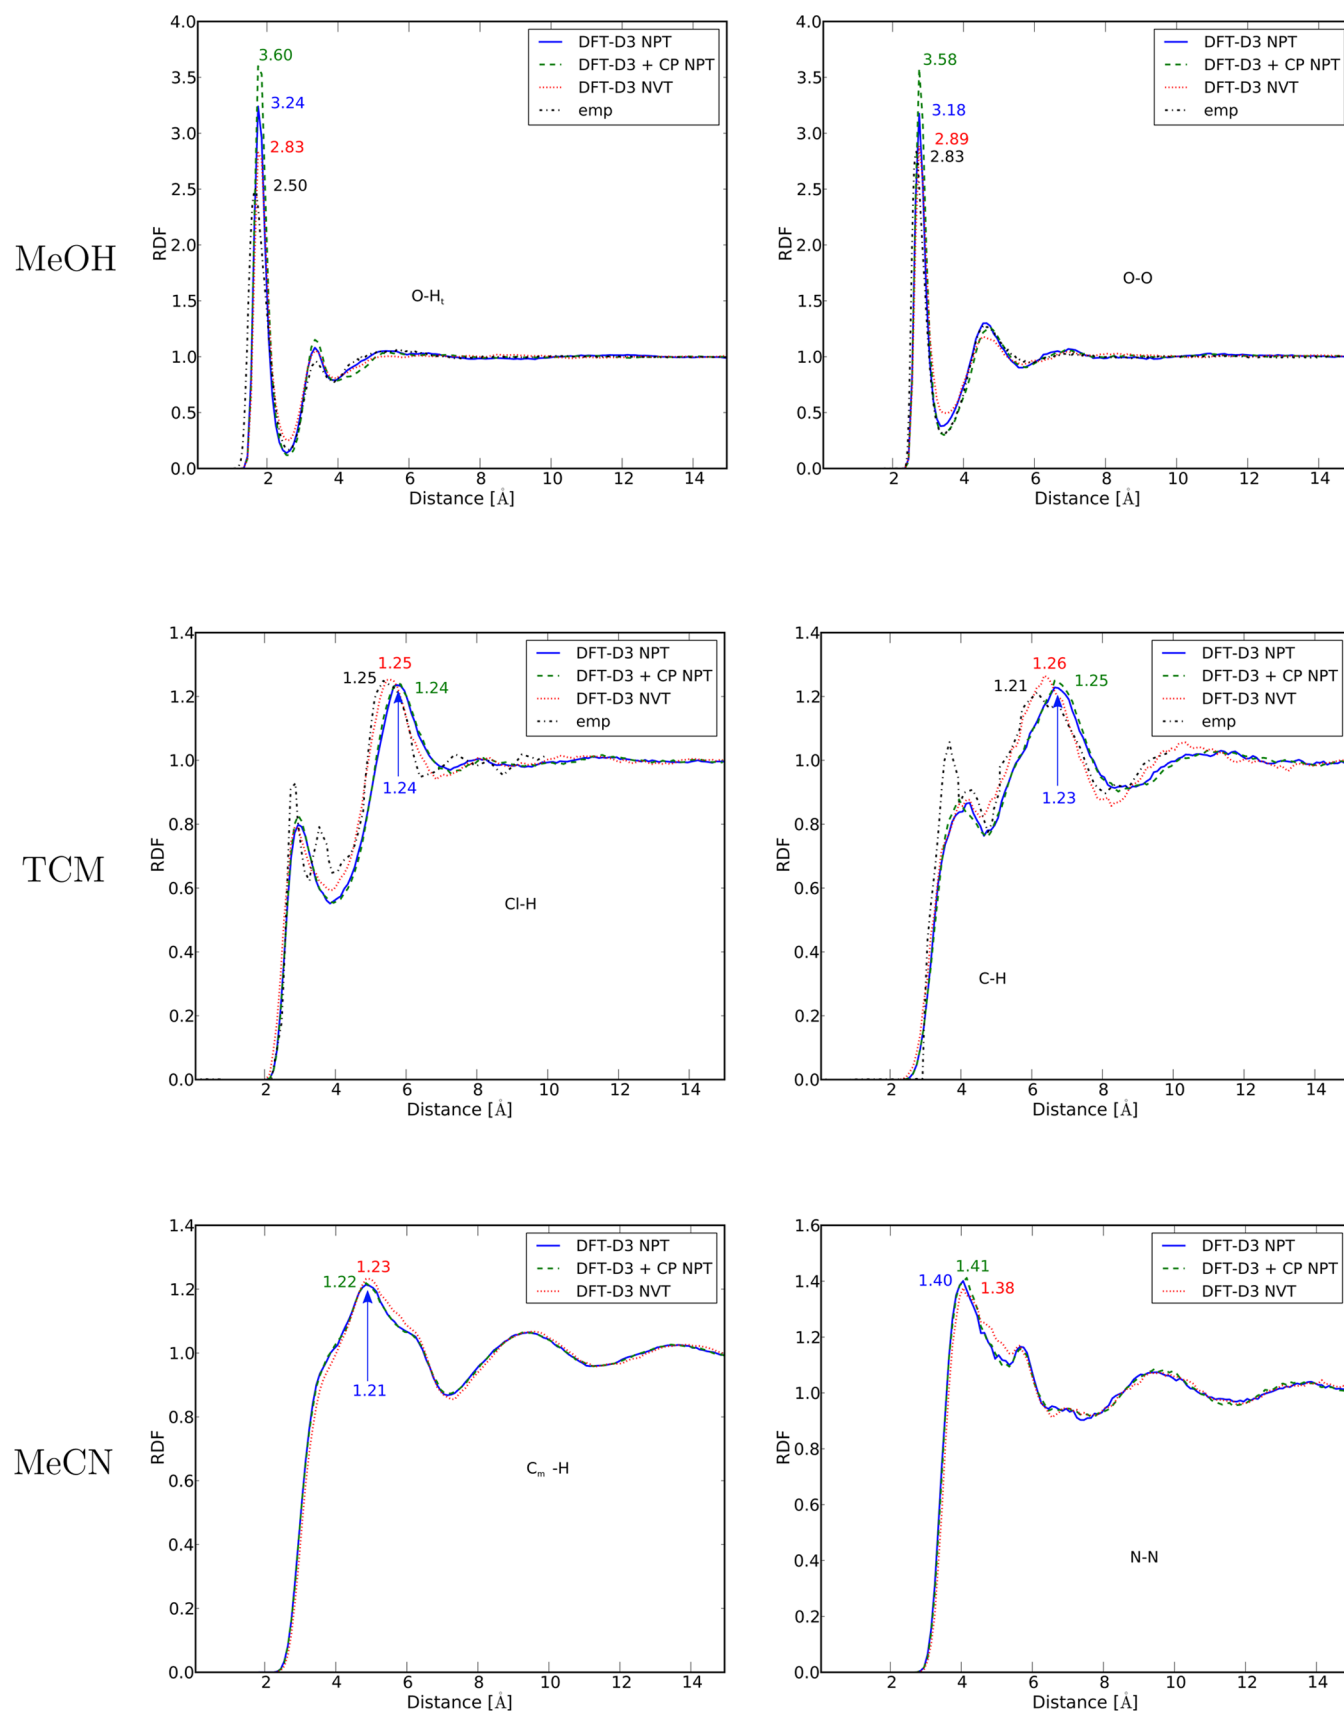 MeOH
4.0
3.5
3.0
2.5
2.0
1.5
1.0
0.5
0.0
RDF
3.60
3.24
2.83
2.50
DFT-D3 NPT
DFT-D3 + CP NPT
DFT-D3 NVT
emp
O-Ht
2 4 6 8 10 12 14
Distance [Å]
4.0
3.5
3.0
2.5
2.0
1.5
1.0
0.5
0.0
RDF
3.58
3.18
2.89
2.83
DFT-D3 NPT
DFT-D3 + CP NPT
DFT-D3 NVT
emp
O-O
2 4 6 8 10 12 14
Distance [Å]
TCM
1.4
1.2
1.0
0.8
0.6
0.4
0.2
0.0
RDF
1.25
1.25
1.24
1.24
DFT-D3 NPT
DFT-D3 + CP NPT
DFT-D3 NVT
emp
Cl-H
2 4 6 8 10 12 14
Distance [Å]
1.4
1.2
1.0
0.8
0.6
0.4
0.2
0.0
RDF
1.26
1.21
1.25
1.23
DFT-D3 NPT
DFT-D3 + CP NPT
DFT-D3 NVT
emp
C-H
2 4 6 8 10 12 14
Distance [Å]
MeCN
1.4
1.2
1.0
0.8
0.6
0.4
0.2
0.0
RDF
1.23
1.22
1.21
DFT-D3 NPT
DFT-D3 + CP NPT
DFT-D3 NVT
Cm -H
2 4 6 8 10 12 14
Distance [Å]
1.6
1.4
1.2
1.0
0.8
0.6
0.4
0.2
0.0
RDF
1.41
1.40
1.38
DFT-D3 NPT
DFT-D3 + CP NPT
DFT-D3 NVT
N-N
2 4 6 8 10 12 14
Distance [Å]